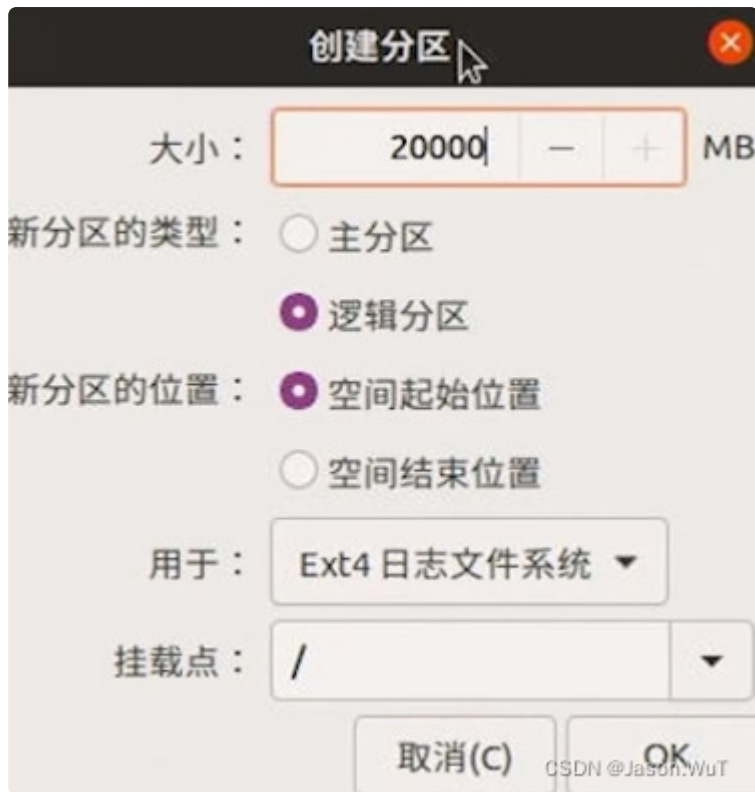 创建分区
大小： 20000 － ＋ MB
新分区的类型： 主分区
逻辑分区
新分区的位置： 空间起始位置
空间结束位置
用于： Ext4 日志文件系统
挂载点： /
取消(C) OK
CSDN @Jason.WuT